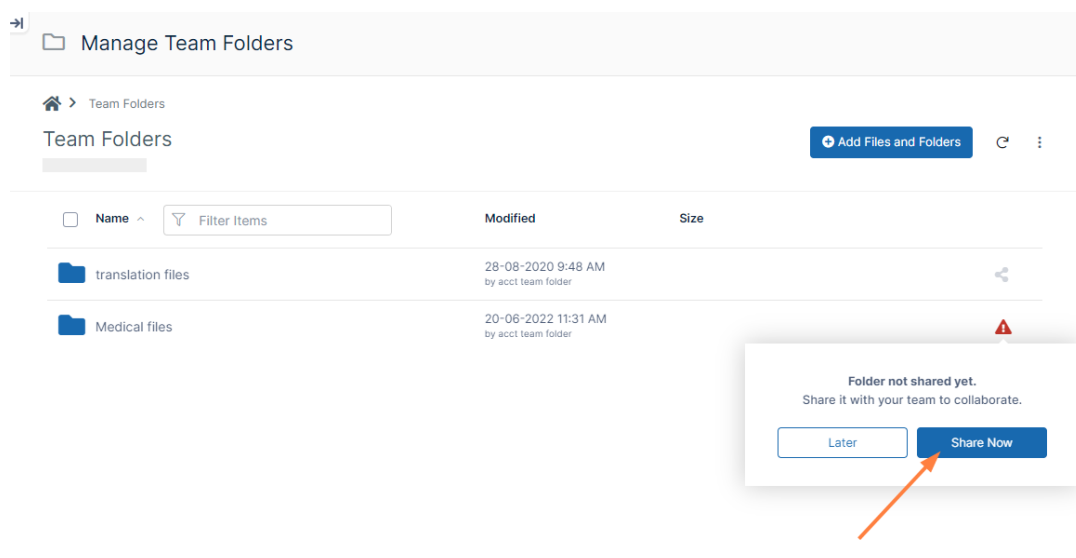 Manage Team Folders
Team Folders
Team Folders
Add Files and Folders
Name
Filter Items
Modified
Size
translation files
28-08-2020 9:48 AM
by acct team folder
Medical files
20-06-2022 11:31 AM
by acct team folder
Folder not shared yet.
Share it with your team to collaborate.
Later
Share Now